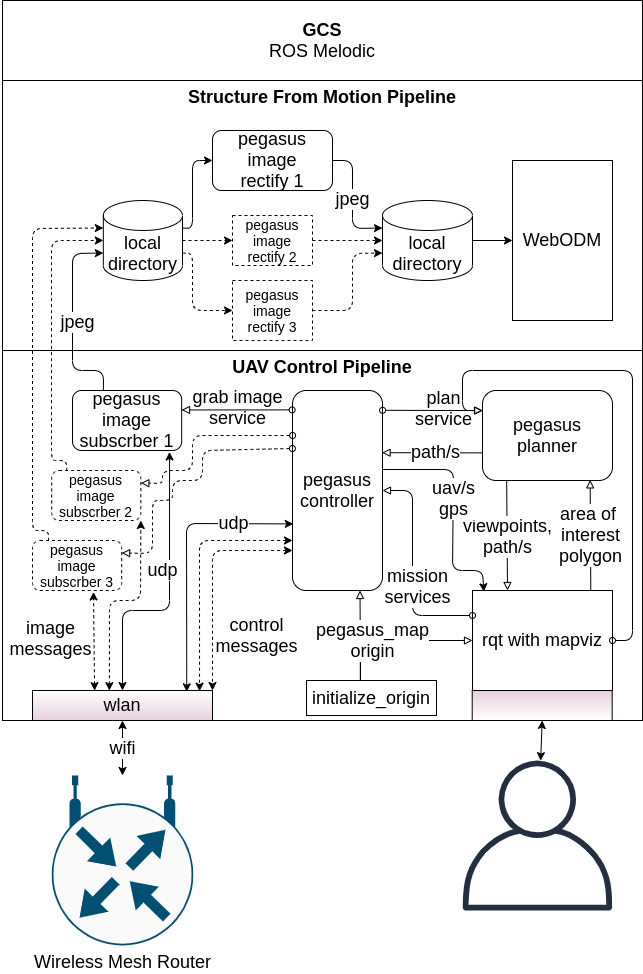 GCS
ROS Melodic
Structure From Motion Pipeline
pegasus
image
rectify 1
jpeg
local
directory
pegasus
image
rectify 2
local
directory
WebODM
pegasus
image
rectify 3
jpeg
UAV Control Pipeline
pegasus
image
subscrber 1
grab image
service
plan
service
pegasus
planner
pegasus
controller
path/s
pegasus
image
subscrber 2
uav/s
gps
viewpoints,
path/s
area of
interest
polygon
udp
pegasus
image
subscrber 3
udp
mission
services
image
messages
control
messages
pegasus_map
origin
rqt with mapviz
initialize_origin
wlan
wifi
Wireless Mesh Router